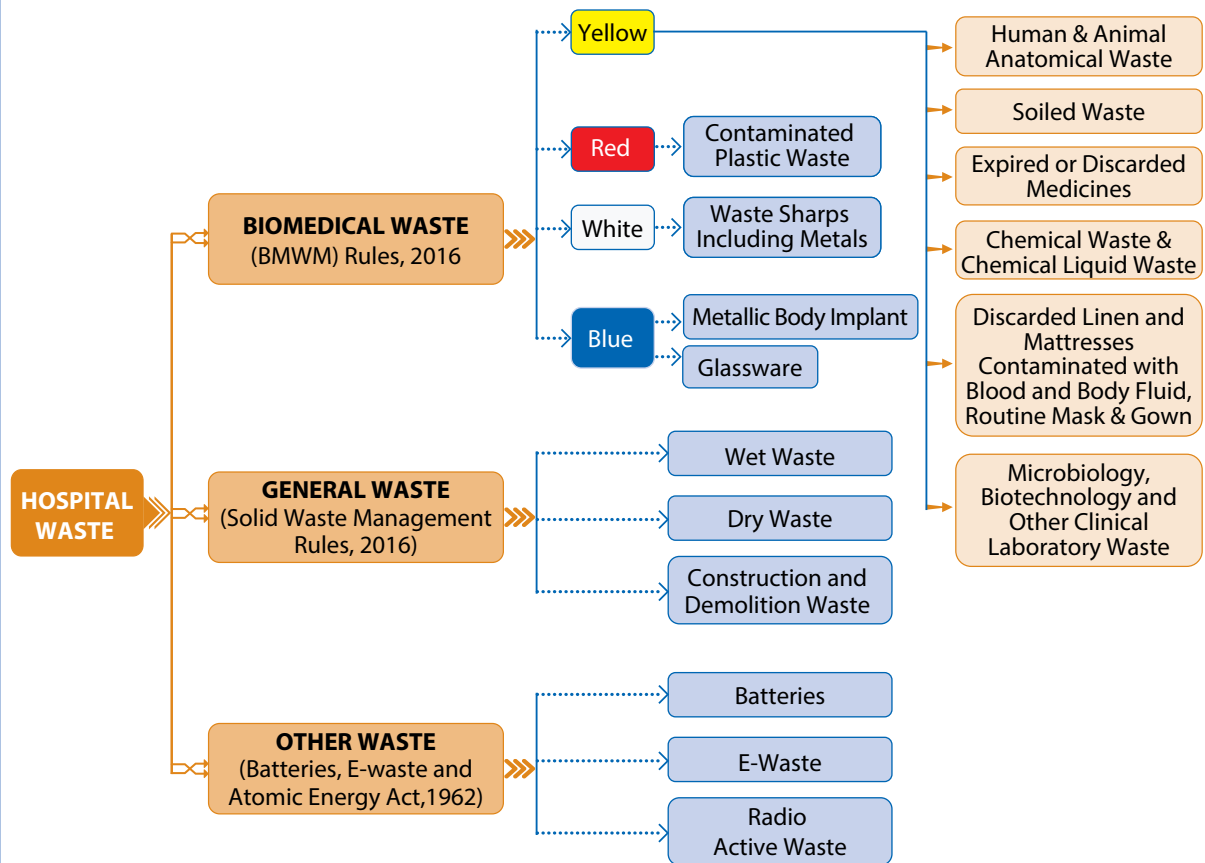 HOSPITAL
WASTE
BIOMEDICAL WASTE
(BMWM) Rules, 2016
Yellow
Human & Animal
Anatomical Waste
Soiled Waste
Expired or Discarded
Medicines
Chemical Waste &
Chemical Liquid Waste
Discarded Linen and
Mattresses
Contaminated with
Blood and Body Fluid,
Routine Mask & Gown
Microbiology,
Biotechnology and
Other Clinical
Laboratory Waste
Red
Contaminated
Plastic Waste
White
Waste Sharps
Including Metals
Blue
Metallic Body Implant
Glassware
GENERAL WASTE
(Solid Waste Management
Rules, 2016)
Wet Waste
Dry Waste
Construction and
Demolition Waste
OTHER WASTE
(Batteries, E-waste and
Atomic Energy Act,1962)
Batteries
E-Waste
Radio
Active Waste